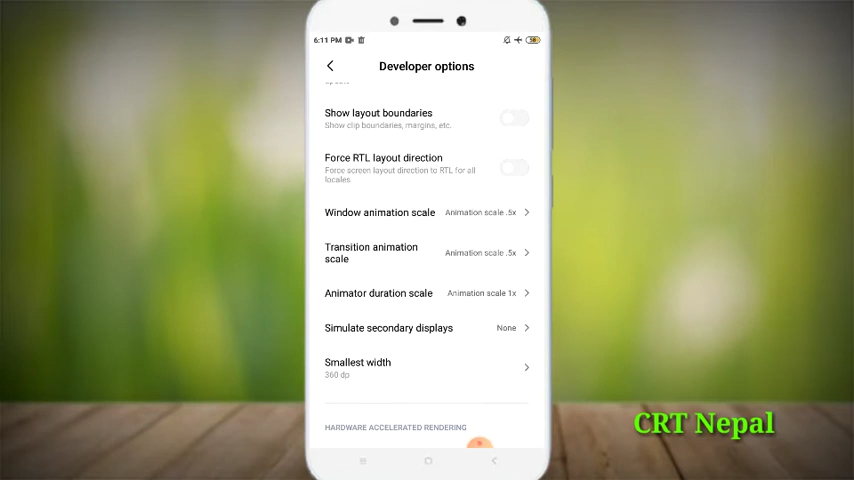 6:11 PM
58
Developer options
update
Show layout boundaries
Show clip boundaries, margins, etc.
Force RTL layout direction
Force screen layout direction to RTL for all
locales
Window animation scale Animation scale .5x
Transition animation
scale
Animation scale .5x
Animator duration scale Animation scale 1x
Simulate secondary displays None
Smallest width
360 dp
HARDWARE ACCELERATED RENDERING
CRT Nepal